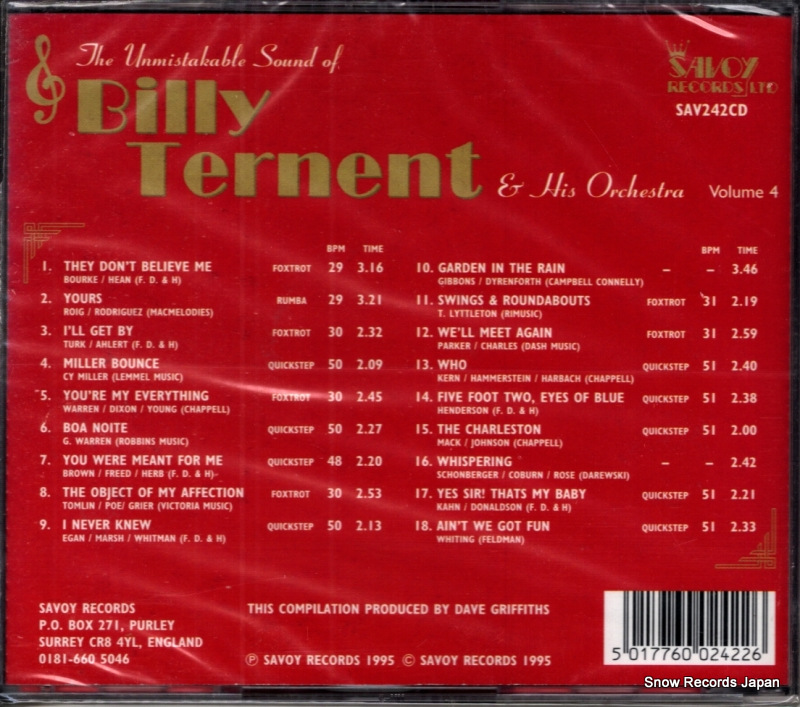 The Unmistakable Sound of
Billy
Ternent
& His Orchestra Volume 4
SAVOY
RECORDS LTD
SAV242CD
BPM TIME
1. THEY DON'T BELIEVE ME FOXTROT 29 3.16
BOURKE / HEAN (F. D. & H)
2. YOURS RUMBA 29 3.21
ROIG / RODRIGUEZ (MACMELODIES)
3. I'LL GET BY FOXTROT 30 2.32
TURK / AHLERT (F. D. & H)
4. MILLER BOUNCE QUICKSTEP 50 2.09
CY MILLER (LEMMEL MUSIC)
5. YOU'RE MY EVERYTHING FOXTROT 30 2.45
WARREN / DIXON / YOUNG (CHAPPELL)
6. BOA NOITE QUICKSTEP 50 2.27
G. WARREN (ROBBINS MUSIC)
7. YOU WERE MEANT FOR ME QUICKSTEP 48 2.20
BROWN / FREED / HERB (F. D. & H)
8. THE OBJECT OF MY AFFECTION FOXTROT 30 2.53
TOMLIN / POE/ GRIER (VICTORIA MUSIC)
9. I NEVER KNEW QUICKSTEP 50 2.13
EGAN / MARSH / WHITMAN (F. D. & H)
BPM TIME
10. GARDEN IN THE RAIN – – 3.46
GIBBONS / DYRENFORTH (CAMPBELL CONNELLY)
11. SWINGS & ROUNDABOUTS FOXTROT 31 2.19
T. LYTTLETON (RIMUSIC)
12. WE'LL MEET AGAIN FOXTROT 31 2.59
PARKER / CHARLES (DASH MUSIC)
13. WHO QUICKSTEP 51 2.40
KERN / HAMMERSTEIN / HARBACH (CHAPPELL)
14. FIVE FOOT TWO, EYES OF BLUE QUICKSTEP 51 2.38
HENDERSON (F. D. & H)
15. THE CHARLESTON QUICKSTEP 51 2.00
MACK / JOHNSON (CHAPPELL)
16. WHISPERING – – 2.42
SCHONBERGER / COBURN / ROSE (DAREWSKI)
17. YES SIR! THATS MY BABY QUICKSTEP 51 2.21
KAHN / DONALDSON (F. D. & H)
18. AIN'T WE GOT FUN QUICKSTEP 51 2.33
WHITING (FELDMAN)
SAVOY RECORDS
P.O. BOX 271, PURLEY
SURREY CR8 4YL, ENGLAND
0181-660 5046
THIS COMPILATION PRODUCED BY DAVE GRIFFITHS
℗ SAVOY RECORDS 1995 © SAVOY RECORDS 1995
5 017760 024226
Snow Records Japan